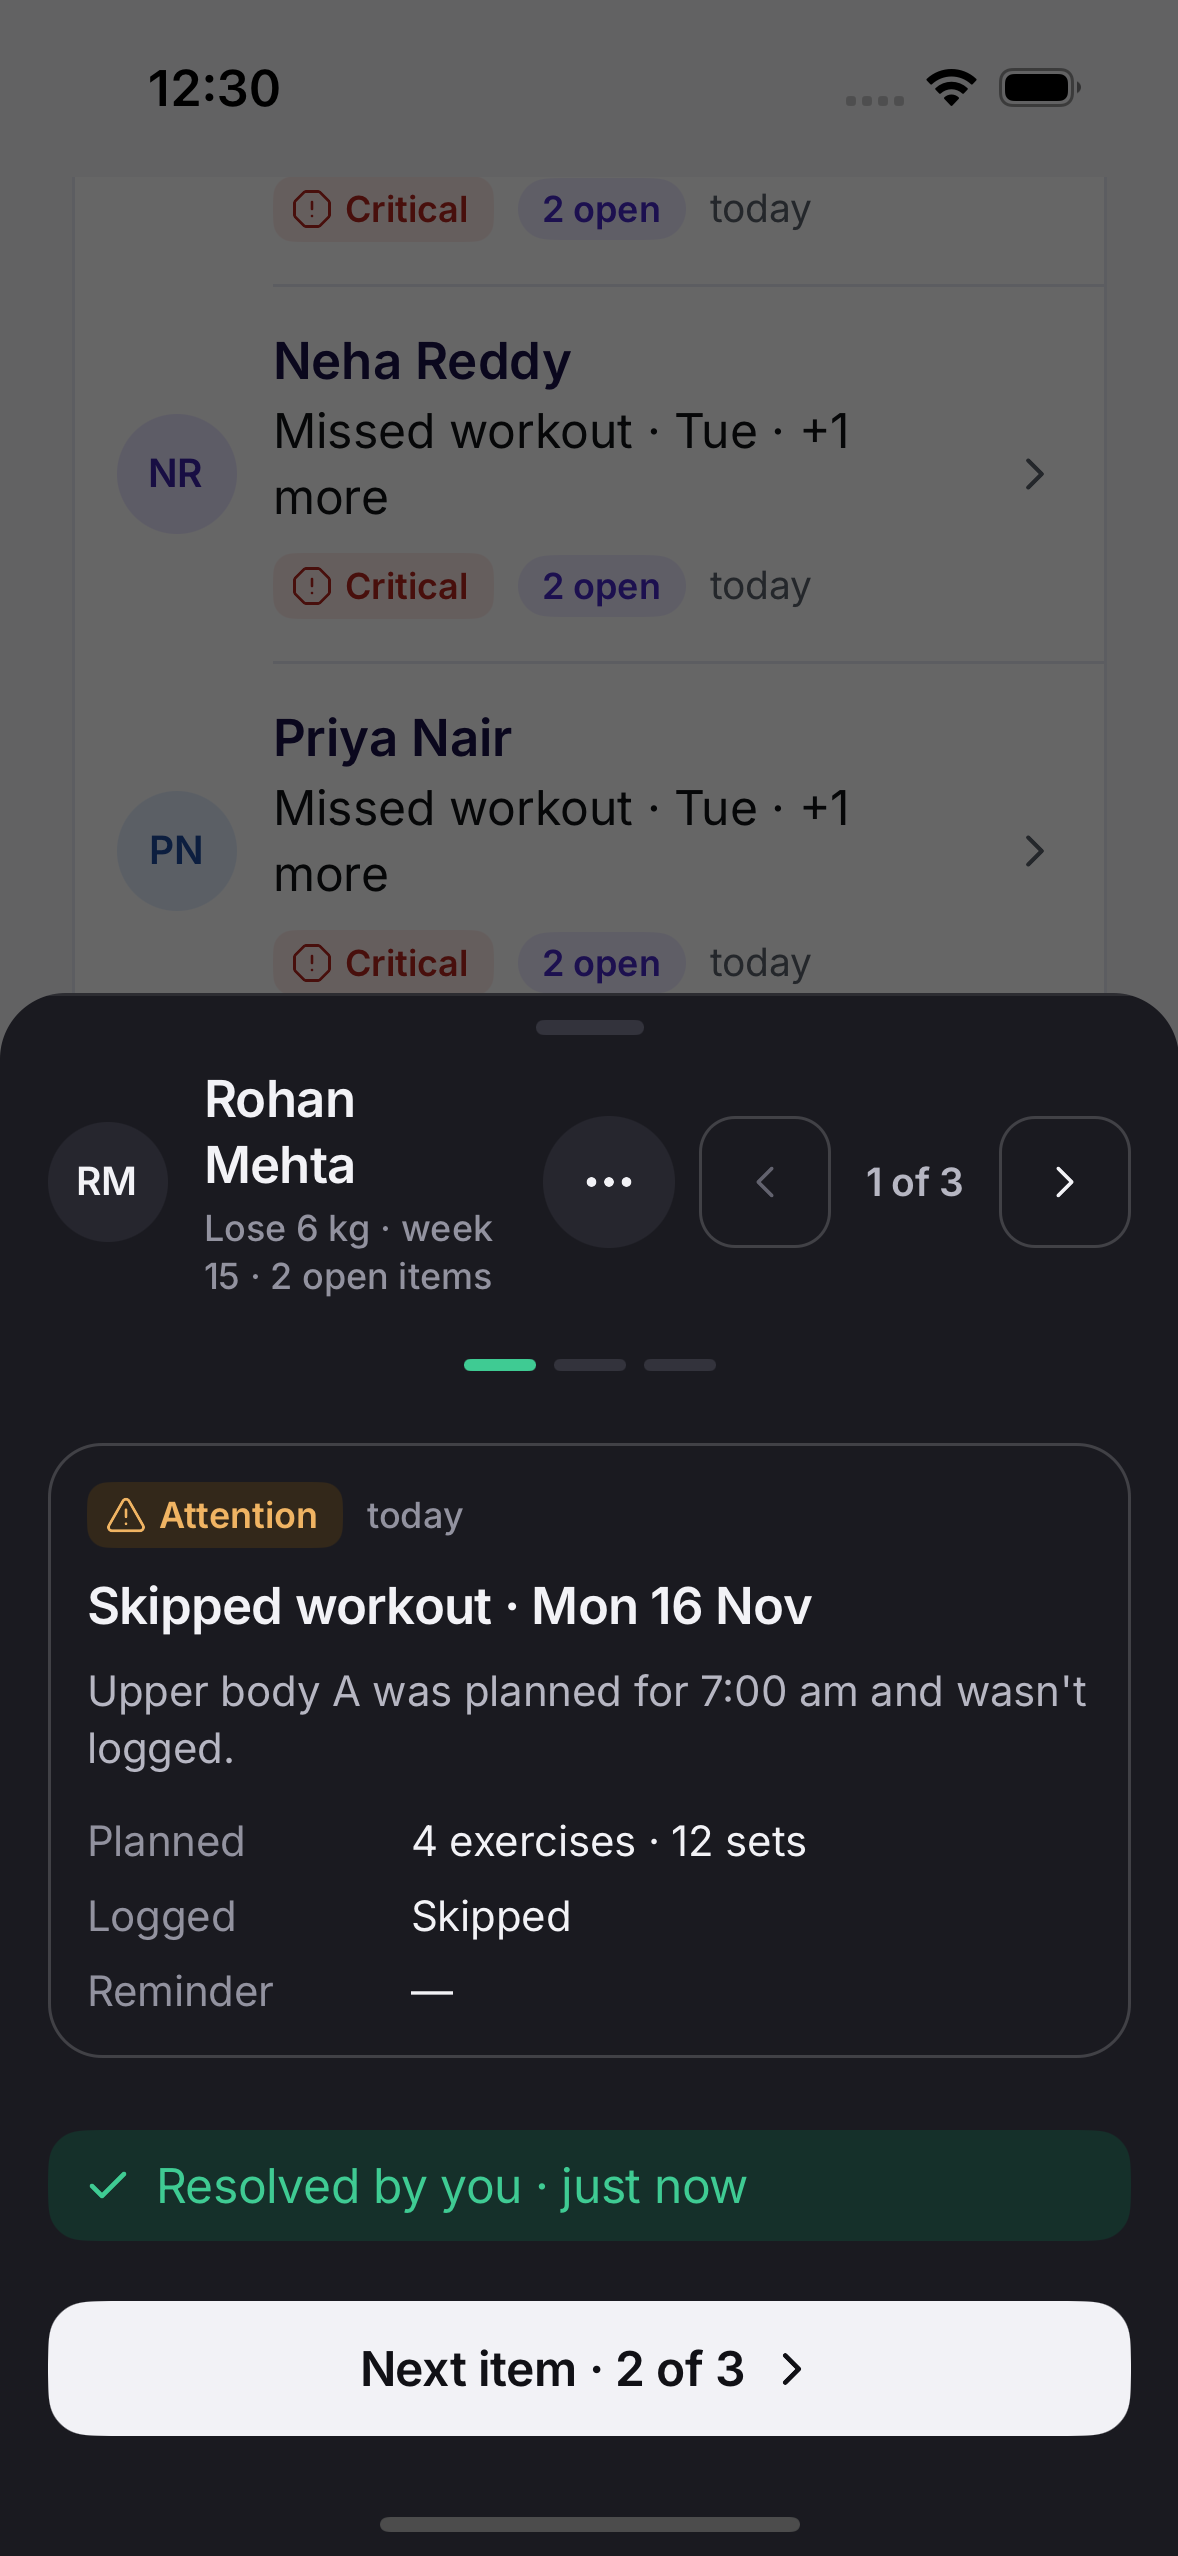 12:30
Critical 2 open today
Neha Reddy
NR
Missed workout · Tue · +1
more
Critical 2 open today
Priya Nair
PN
Missed workout · Tue · +1
more
Critical 2 open today
RM
Rohan
Mehta
Lose 6 kg · week
15 · 2 open items
1 of 3
Attention today
Skipped workout · Mon 16 Nov
Upper body A was planned for 7:00 am and wasn't
logged.
Planned 4 exercises · 12 sets
Logged Skipped
Reminder —
Resolved by you · just now
Next item · 2 of 3